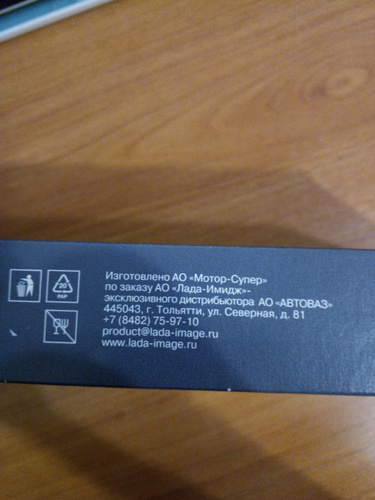 20
PAP
Изготовлено АО «Мотор-Супер»
по заказу АО «Лада-Имидж»-
эксклюзивного дистрибьютора АО «АВТОВАЗ»
445043, г. Тольятти, ул. Северная, д. 81
+7 (8482) 75-97-10
product@lada-image.ru
www.lada-image.ru